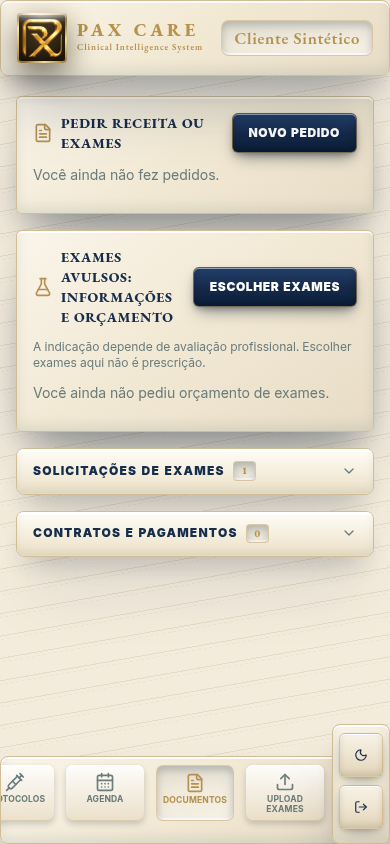 PAX CARE
Clinical Intelligence System
Cliente Sintético
PEDIR RECEITA OU
EXAMES
NOVO PEDIDO
Você ainda não fez pedidos.
EXAMES
AVULSOS:
INFORMAÇÕES
E ORÇAMENTO
ESCOLHER EXAMES
A indicação depende de avaliação profissional. Escolher
exames aqui não é prescrição.
Você ainda não pediu orçamento de exames.
SOLICITAÇÕES DE EXAMES 1
CONTRATOS E PAGAMENTOS 0
OTOCOLOS
AGENDA
DOCUMENTOS
UPLOAD
EXAMES